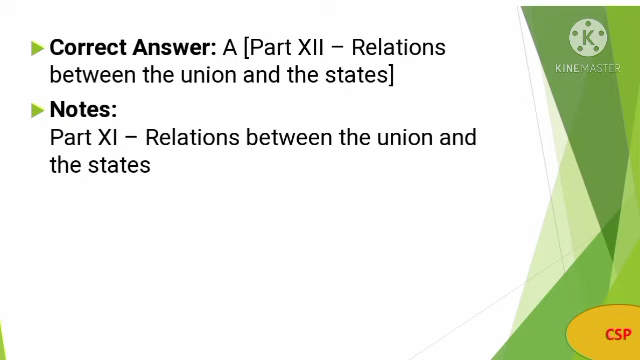 Correct Answer: A [Part XII – Relations
between the union and the states]
Notes:
Part XI – Relations between the union and
the states
K
KINEMASTER
CSP